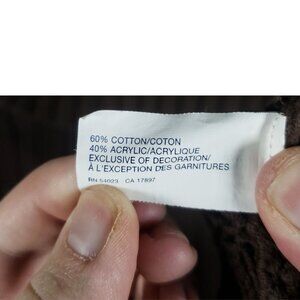 60% COTTON/COTON
40% ACRYLIC/ACRYLIQUE
EXCLUSIVE OF DECORATION/
À L'EXCEPTION DES GARNITURES
RN 54023 CA 17897